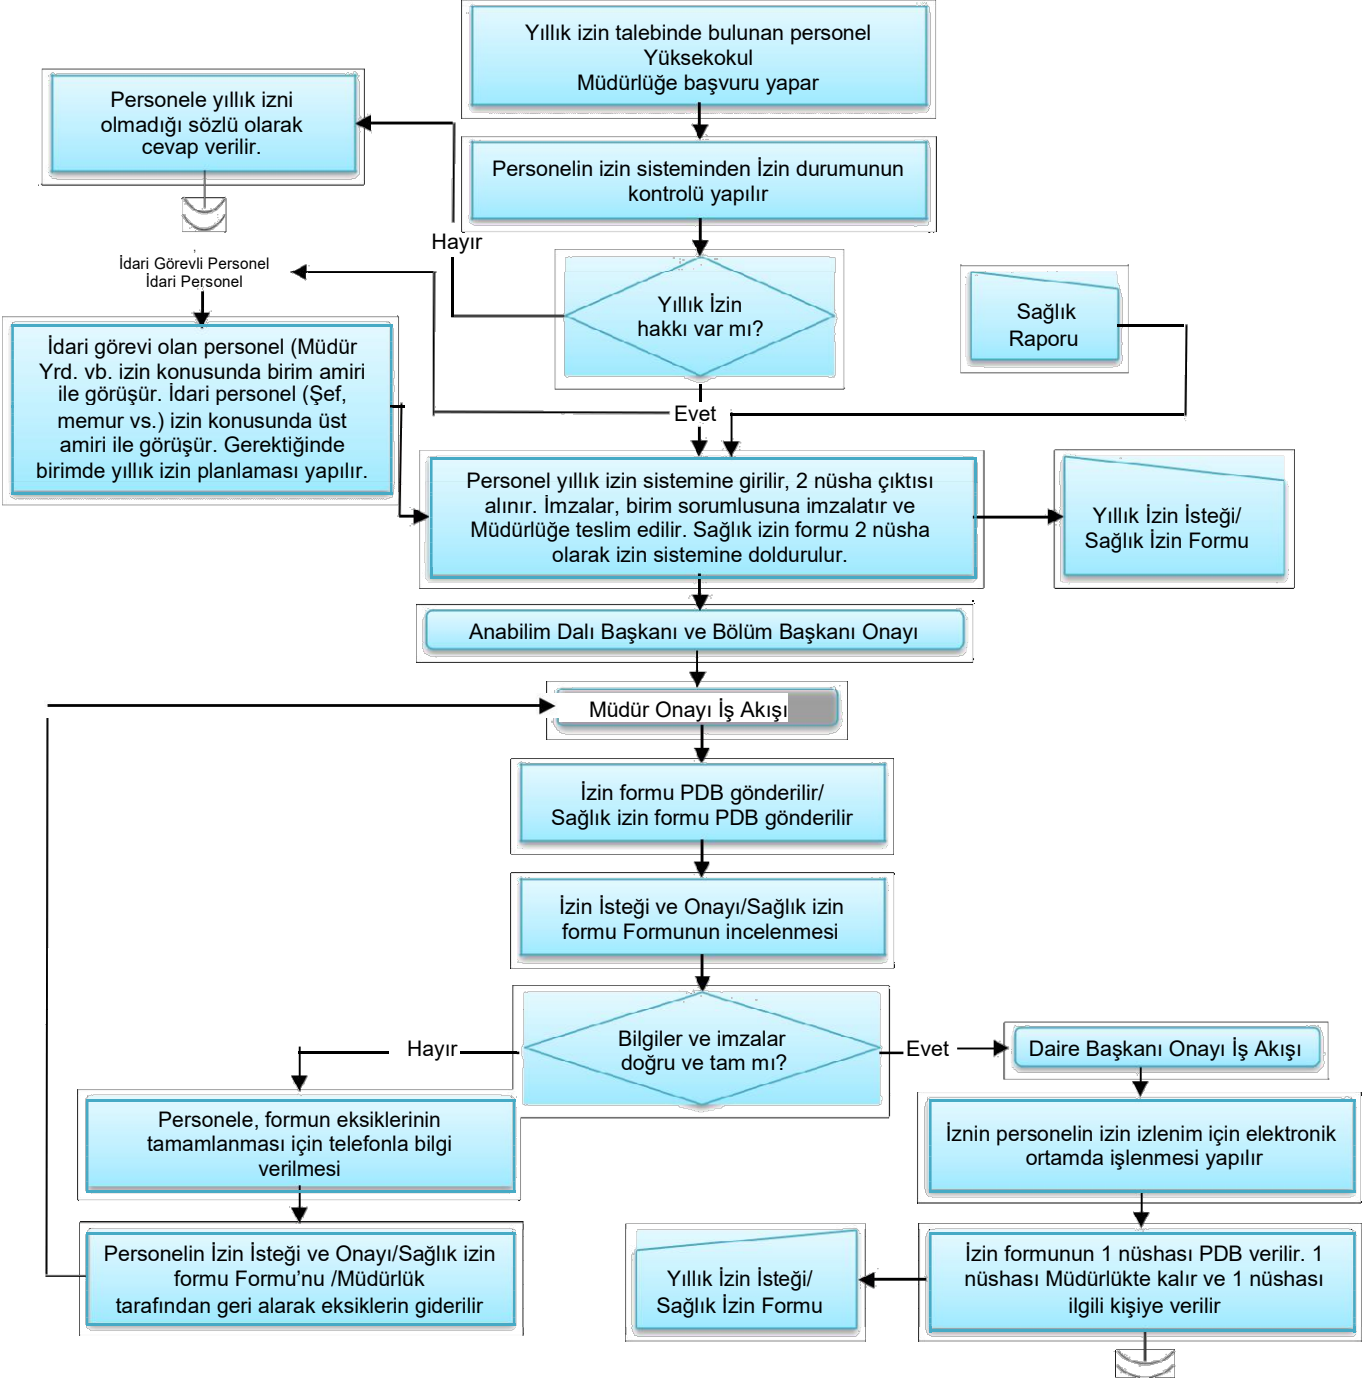 Yıllık izin talebinde bulunan personel
Yüksekokul
Müdürlüğe başvuru yapar
Personele yıllık izni
olmadığı sözlü olarak
cevap verilir.
Personelin izin sisteminden İzin durumunun
kontrolü yapılır
Hayır
İdari Görevli Personel
İdari Personel
Yıllık İzin
hakkı var mı?
Sağlık
Raporu
İdari görevi olan personel (Müdür
Yrd. vb. izin konusunda birim amiri
ile görüşür. İdari personel (Şef,
memur vs.) izin konusunda üst
amiri ile görüşür. Gerektiğinde
birimde yıllık izin planlaması yapılır.
Evet
Personel yıllık izin sistemine girilir, 2 nüsha çıktısı
alınır. İmzalar, birim sorumlusuna imzalatır ve
Müdürlüğe teslim edilir. Sağlık izin formu 2 nüsha
olarak izin sistemine doldurulur.
Yıllık İzin İsteği/
Sağlık İzin Formu
Anabilim Dalı Başkanı ve Bölüm Başkanı Onayı
Müdür Onayı İş Akışı
İzin formu PDB gönderilir/
Sağlık izin formu PDB gönderilir
İzin İsteği ve Onayı/Sağlık izin
formu Formunun incelenmesi
Bilgiler ve imzalar
doğru ve tam mı?
Hayır
Evet
Daire Başkanı Onayı İş Akışı
Personele, formun eksiklerinin
tamamlanması için telefonla bilgi
verilmesi
İznin personelin izin izlenim için elektronik
ortamda işlenmesi yapılır
Personelin İzin İsteği ve Onayı/Sağlık izin
formu Formu’nu /Müdürlük
tarafından geri alarak eksiklerin giderilir
Yıllık İzin İsteği/
Sağlık İzin Formu
İzin formunun 1 nüshası PDB verilir. 1
nüshası Müdürlükte kalır ve 1 nüshası
ilgili kişiye verilir